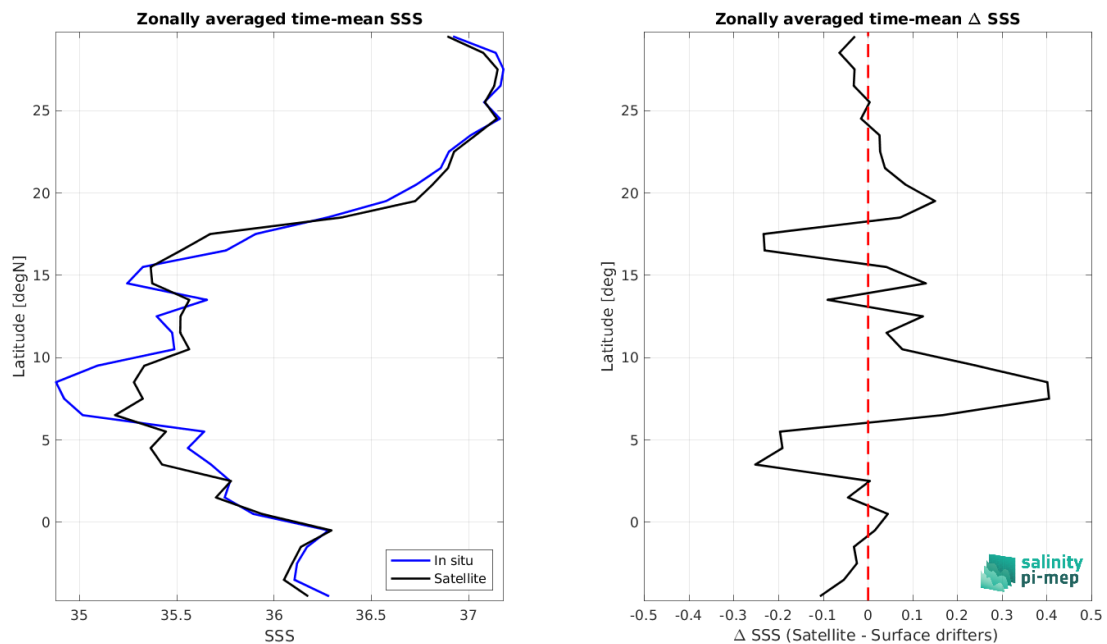 Zonally averaged time-mean SSS
Latitude [degN]
25
20
15
10
5
0
35
35.5
36
36.5
37
SSS
In situ
Satellite
Zonally averaged time-mean Δ SSS
Latitude [deg]
25
20
15
10
5
0
-0.5
-0.4
-0.3
-0.2
-0.1
0
0.1
0.2
0.3
0.4
0.5
Δ SSS (Satellite - Surface drifters)
salinity
pi-mep